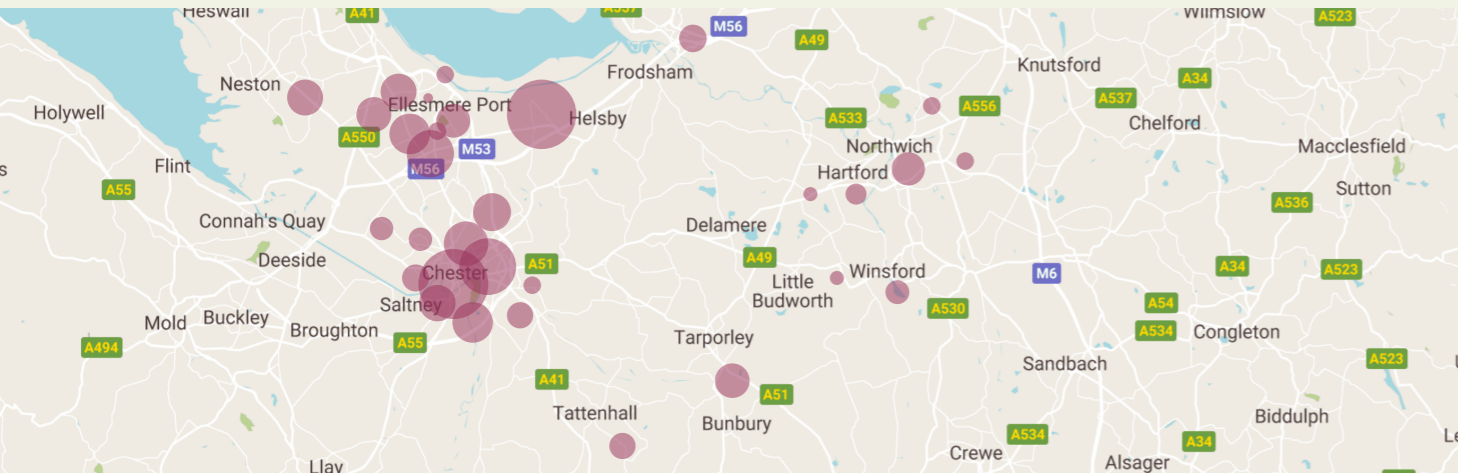 Heswall
A41
A557
M56
A49
Wilmslow
A523
Frodsham
Knutsford
A34
Neston
Ellesmere Port
Holywell
Helsby
A533
A556
A537
Chelford
A550
M53
M56
Northwich
Macclesfield
Flint
Hartford
A55
Sutton
A536
Connah's Quay
Delamere
Deeside
Chester
A51
A49
Little
Budworth
Winsford
M6
A34
A523
Saltney
A530
A54
Mold
Buckley
Broughton
A55
Tarporley
A534
Congleton
A494
Sandbach
A523
A41
A51
Tattenhall
Bunbury
Biddulph
A534
A34
Crewe
Alsager
Llay